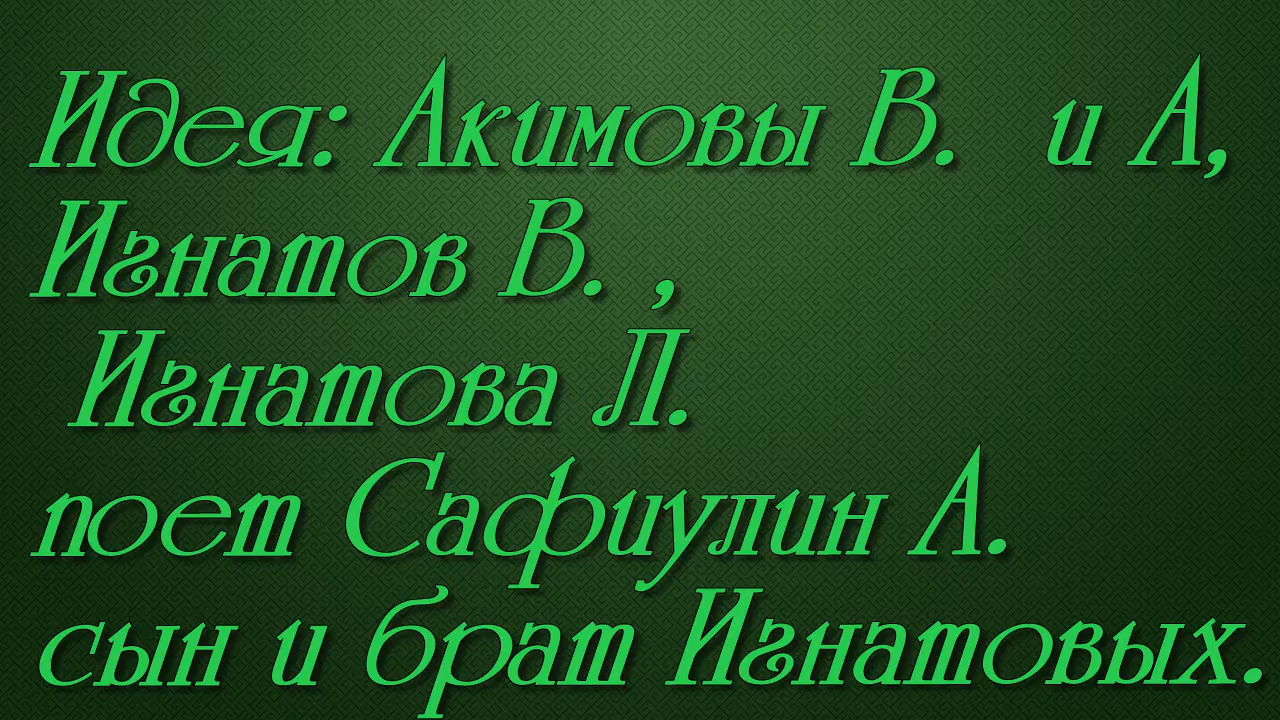 Идея: Акимовы В.  и А,
Игнатов В. ,
Игнатова Л.
поет Сафиулин А.
сын и брат Игнатовых.